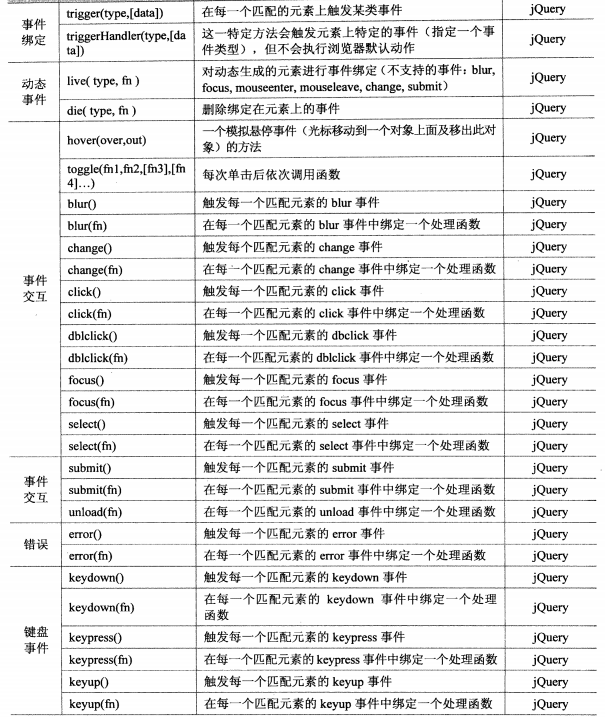 事件
绑定
trigger(type,[data])
在每一个匹配的元素上触发某类事件
jQuery
triggerHandler(type,[da
ta])
这一特定方法会触发元素上特定的事件（指定一个事
件类型），但不会执行浏览器默认动作
jQuery
动态
事件
live( type, fn )
对动态生成的元素进行事件绑定（不支持的事件: blur,
focus, mouseenter, mouseleave, change, submit）
jQuery
die( type, fn )
删除绑定在元素上的事件
jQuery
事件
交互
hover(over,out)
一个模拟悬停事件（光标移动到一个对象上面及移出此对
象）的方法
jQuery
toggle(fn1,fn2,[fn3],[fn
4]…)
每次单击后依次调用函数
jQuery
blur()
触发每一个匹配元素的 blur 事件
jQuery
blur(fn)
在每一个匹配元素的 blur 事件中绑定一个处理函数
jQuery
change()
触发每个匹配元素的 change 事件
jQuery
change(fn)
在每一个匹配元素的 change 事件中绑定一个处理函数
jQuery
click()
触发每一个匹配元素的 click 事件
jQuery
click(fn)
在每一个匹配元素的 click 事件中绑定一个处理函数
jQuery
dblclick()
触发每一个匹配元素的 dbclick 事件
jQuery
dblclick(fn)
在每一个匹配元素的 dblclick 事件中绑定一个处理函数
jQuery
focus()
触发每一个匹配元素的 focus 事件
jQuery
focus(fn)
在每一个匹配元素的 focus 事件中绑定一个处理函数
jQuery
select()
触发每一个匹配元素的 select 事件
jQuery
select(fn)
在每一个匹配元素的 select 事件中绑定一个处理函数
jQuery
事件
交互
submit()
触发每一个匹配元素的 submit 事件
jQuery
submit(fn)
在每一个匹配元素的 submit 事件中绑定一个处理函数
jQuery
unload(fn)
在每一个匹配元素的 unload 事件中绑定一个处理函数
jQuery
错误
error()
触发每一个匹配元素的 error 事件
jQuery
error(fn)
在每一个匹配元素的 error 事件中绑定一个处理函数
jQuery
键盘
事件
keydown()
触发每一个匹配元素的 keydown 事件
jQuery
keydown(fn)
在每一个匹配元素的 keydown 事件中绑定一个处理
函数
jQuery
keypress()
触发每一个匹配元素的 keypress 事件
jQuery
keypress(fn)
在每一个匹配元素的 keypress 事件中绑定一个处理函数
jQuery
keyup()
触发每一个匹配元素的 keyup 事件
jQuery
keyup(fn)
在每一个匹配元素的 keyup 事件中绑定一个处理函数
jQuery